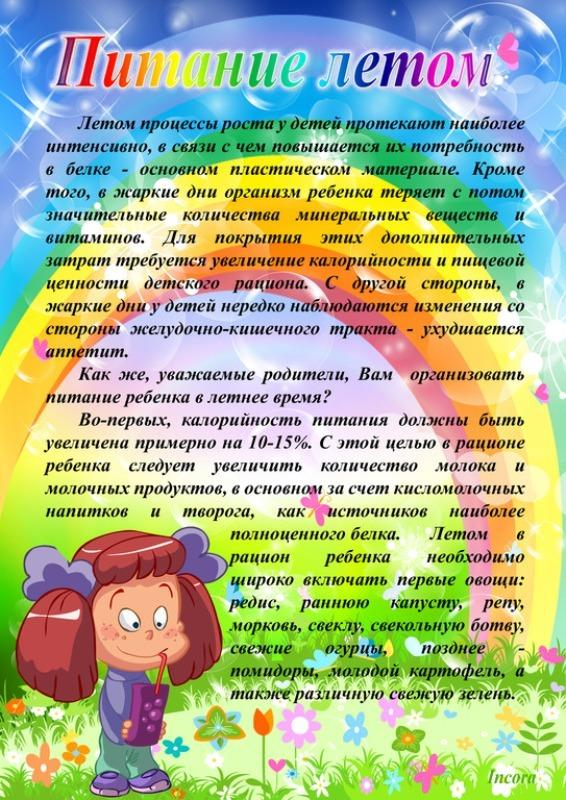 Питание летом
Летом процессы роста у детей протекают наиболее
интенсивно, в связи с чем повышается их потребность
в белке - основном пластическом материале. Кроме
того, в жаркие дни организм ребенка теряет с потом
значительные количества минеральных веществ и
витаминов. Для покрытия этих дополнительных
затрат требуется увеличение калорийности и пищевой
ценности детского рациона. С другой стороны, в
жаркие дни у детей нередко наблюдаются изменения со
стороны желудочно-кишечного тракта - ухудшается
аппетит.
Как же, уважаемые родители, Вам организовать
питание ребенка в летнее время?
Во-первых, калорийность питания должны быть
увеличена примерно на 10-15%. С этой целью в рационе
ребенка следует увеличить количество молока и
молочных продуктов, в основном за счет кисломолочных
напитков и творога, как источников наиболее
полноценного белка. Летом в
рацион ребенка необходимо
широко включать первые овощи:
редис, раннюю капусту, репу,
морковь, свеклу, свекольную ботву,
свежие огурцы, позднее -
помидоры, молодой картофель, а
также различную свежую зелень.
Incora